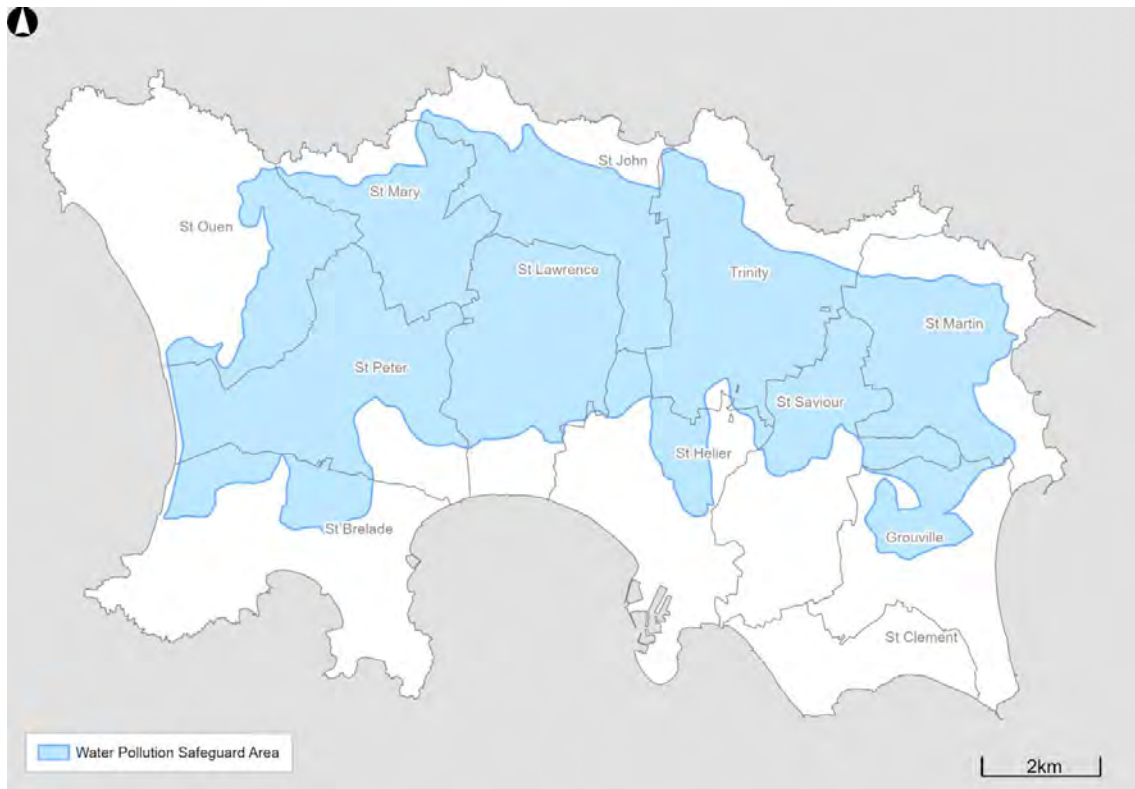 St John
St Mary
St Ouen
St Lawrence
Trinity
St Martin
St Peter
St Saviour
St Helier
St Brelade
Grouville
St Clement
Water Pollution Safeguard Area
2km